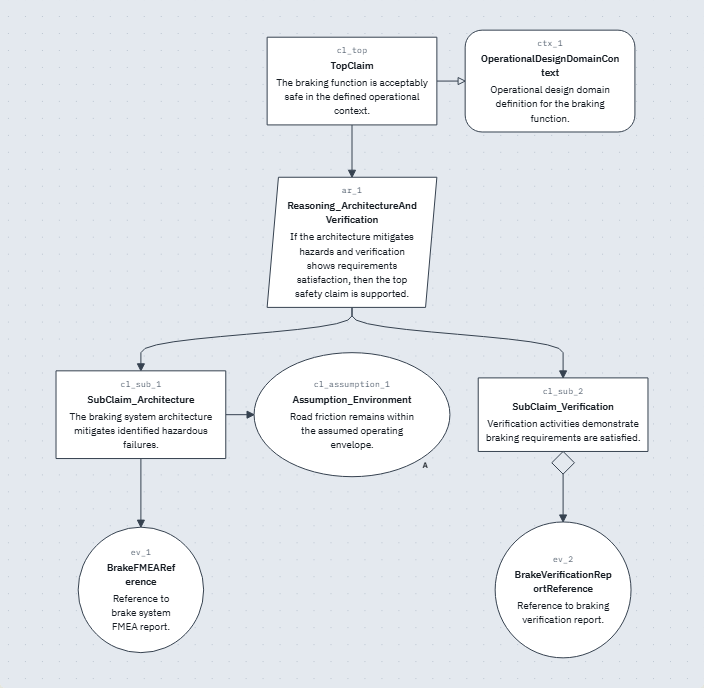 cl_top
TopClaim
The braking function is acceptably
safe in the defined operational
context.
ctx_1
OperationalDesignDomainCon
text
Operational design domain
definition for the braking
function.
ar_1
Reasoning_ArchitectureAnd
Verification
If the architecture mitigates
hazards and verification
shows requirements
satisfaction, then the top
safety claim is supported.
cl_sub_1
SubClaim_Architecture
The braking system architecture
mitigates identified hazardous
failures.
cl_assumption_1
Assumption_Environment
Road friction remains within
the assumed operating
envelope.
A
cl_sub_2
SubClaim_Verification
Verification activities demonstrate
braking requirements are satisfied.
ev_1
BrakeFMEARef
erence
Reference to
brake system
FMEA report.
ev_2
BrakeVerificationRep
ortReference
Reference to braking
verification report.